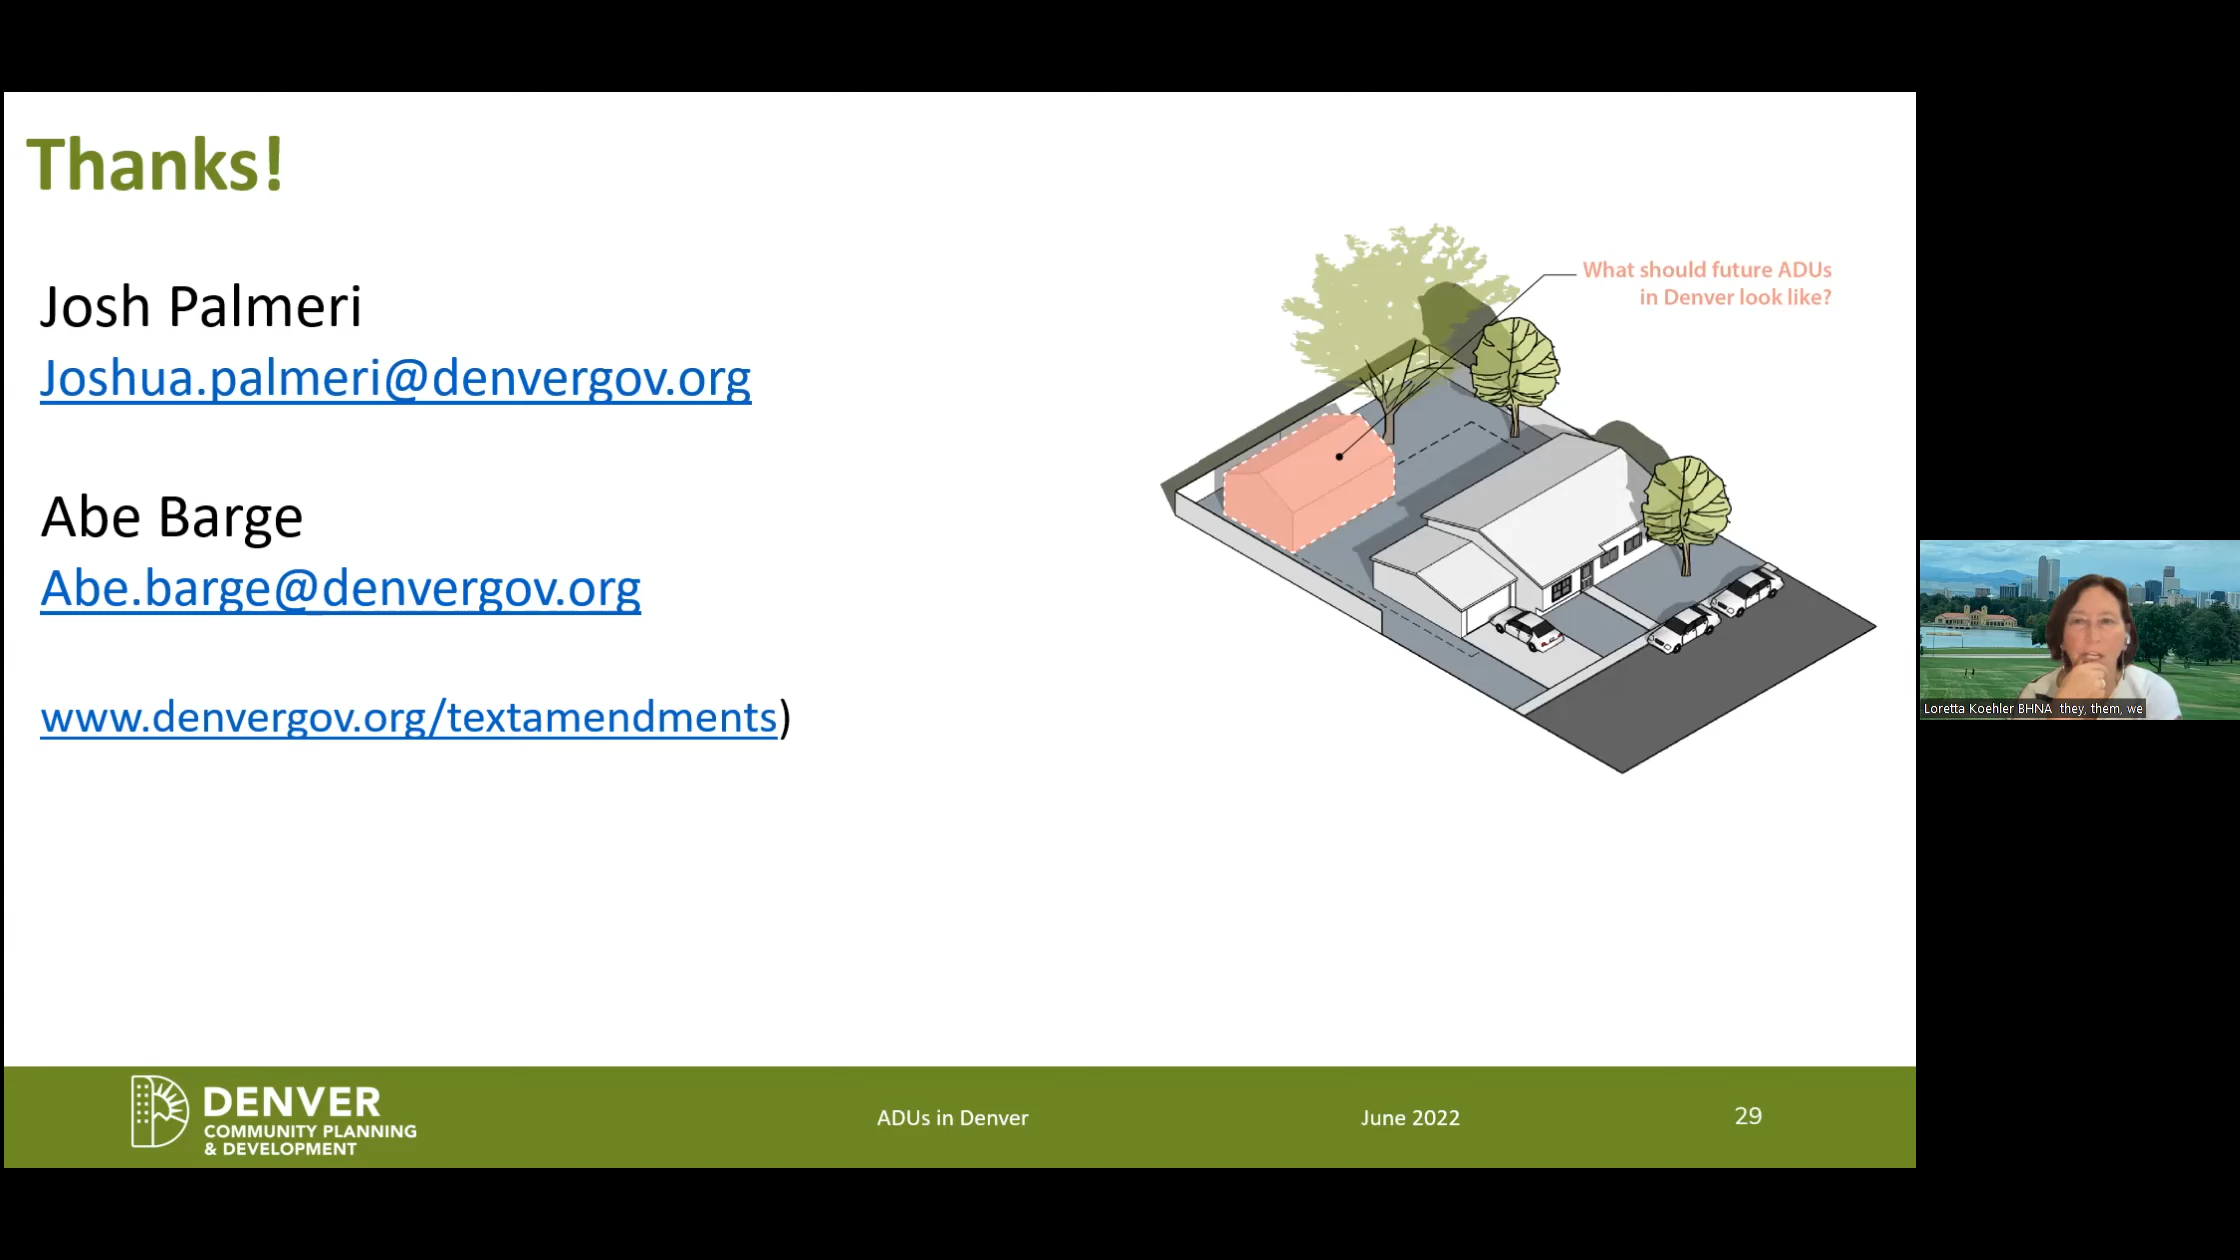 Thanks!
Josh Palmeri
Joshua.palmeri@denvergov.org
Abe Barge
Abe.barge@denvergov.org
www.denvergov.org/textamendments)
What should future ADUs
in Denver look like?
Loretta Koehler BHNA they, them, we
DENVER
COMMUNITY PLANNING
& DEVELOPMENT
ADUs in Denver
June 2022
29